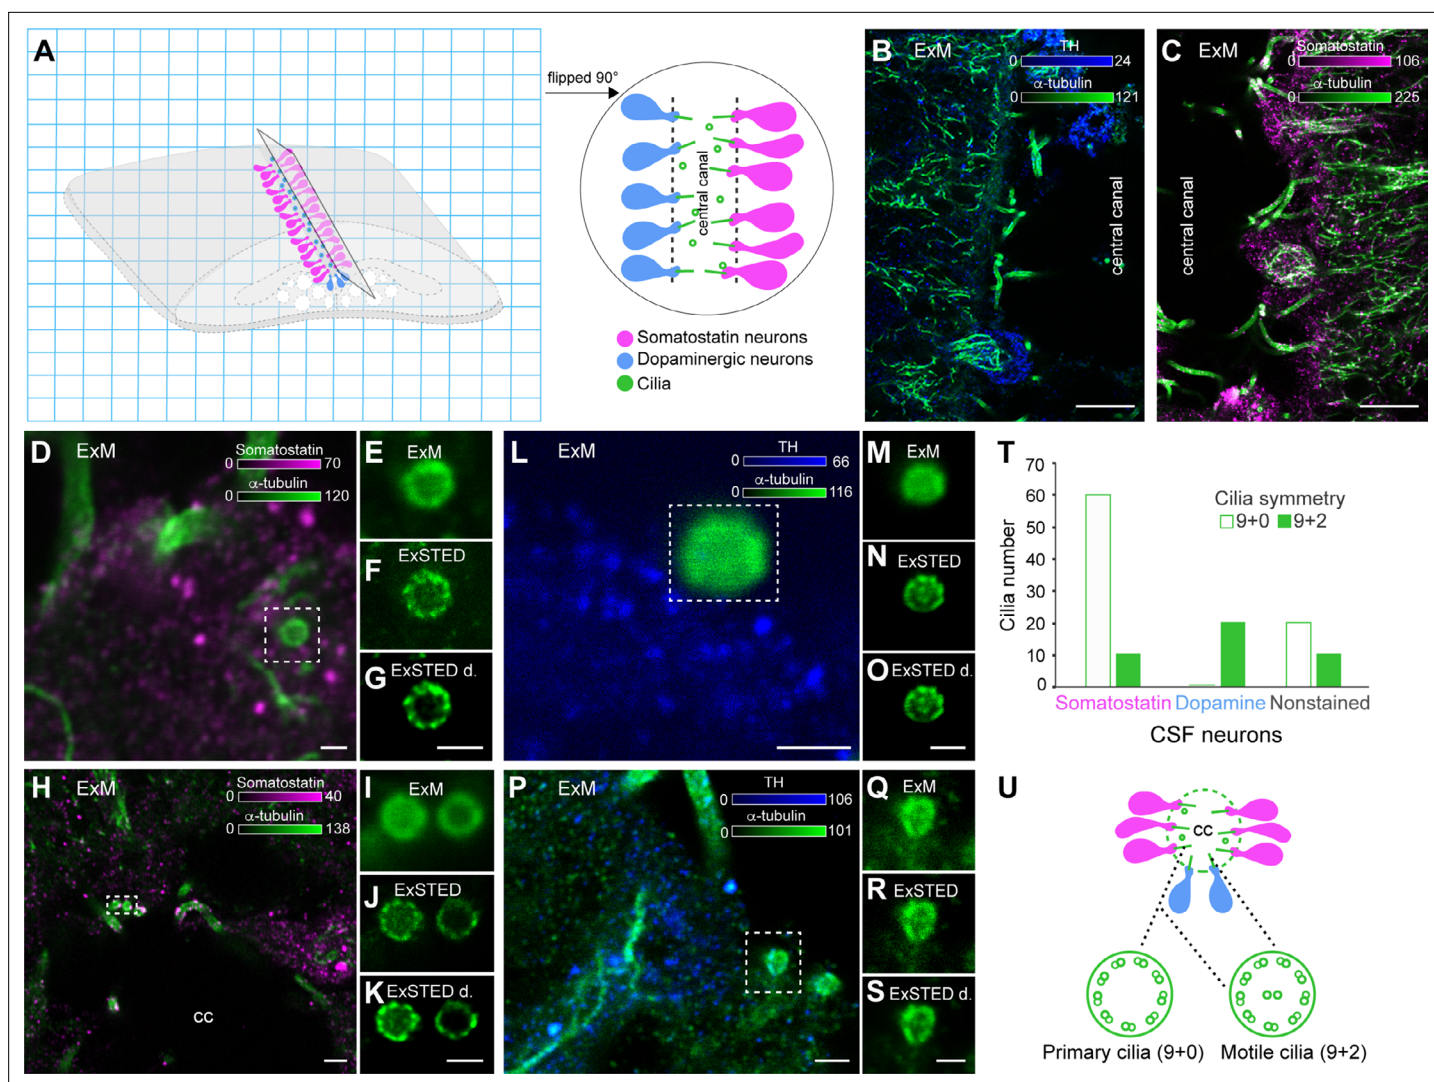 A
flipped 90°
central canal
Somatostatin neurons
Dopaminergic neurons
Cilia
B ExM
TH
0 24
α-tubulin
0 121
central canal
C ExM
Somatostatin
0 106
α-tubulin
0 225
central canal
D ExM
Somatostatin
0 70
α-tubulin
0 120
E ExM
F ExSTED
G ExSTED d.
H ExM
Somatostatin
0 40
α-tubulin
0 138
cc
I ExM
J ExSTED
K ExSTED d.
L ExM
TH
0 66
α-tubulin
0 116
M ExM
N ExSTED
O ExSTED d.
P ExM
TH
0 106
α-tubulin
0 101
Q ExM
R ExSTED
S ExSTED d.
T
Cilia number
70
60
50
40
30
20
10
0
Cilia symmetry
9+0 9+2
Somatostatin Dopamine Nonstained
CSF neurons
U
cc
Primary cilia (9+0) Motile cilia (9+2)